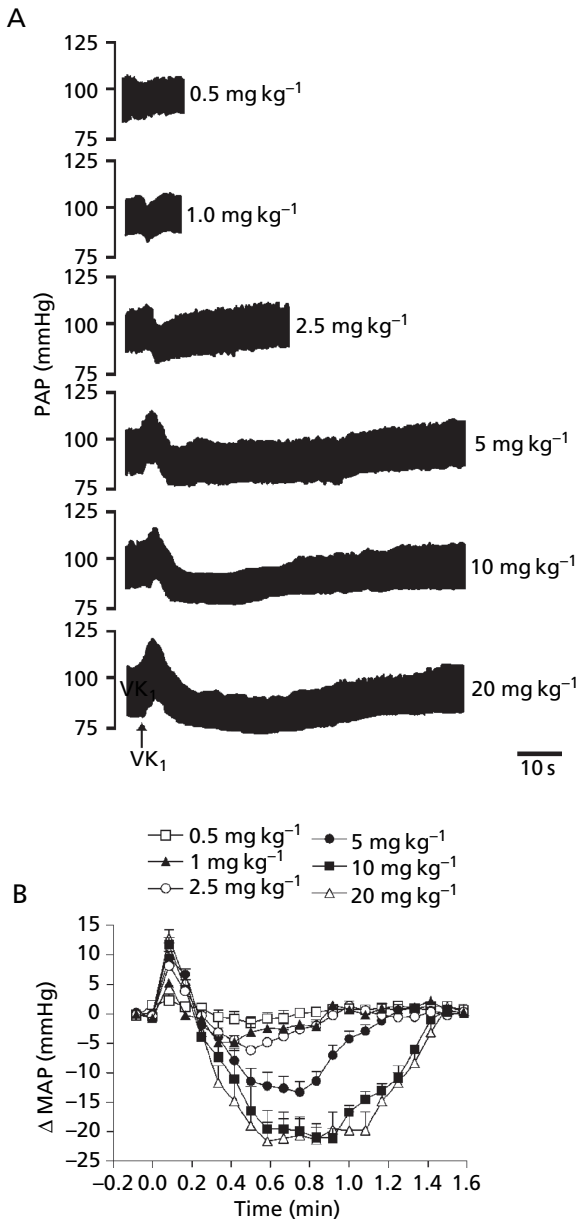 A
125
100
75
0.5 mg kg⁻¹
125
100
75
1.0 mg kg⁻¹
125
100
75
2.5 mg kg⁻¹
PAP (mmHg)
125
100
75
5 mg kg⁻¹
125
100
75
10 mg kg⁻¹
125
100
75
20 mg kg⁻¹
VK₁
VK₁
10 s
0.5 mg kg⁻¹
5 mg kg⁻¹
1 mg kg⁻¹
10 mg kg⁻¹
2.5 mg kg⁻¹
20 mg kg⁻¹
B
15
10
5
0
−5
−10
−15
−20
−25
Δ MAP (mmHg)
−0.2 0.0 0.2 0.4 0.6 0.8 1.0 1.2 1.4 1.6
Time (min)